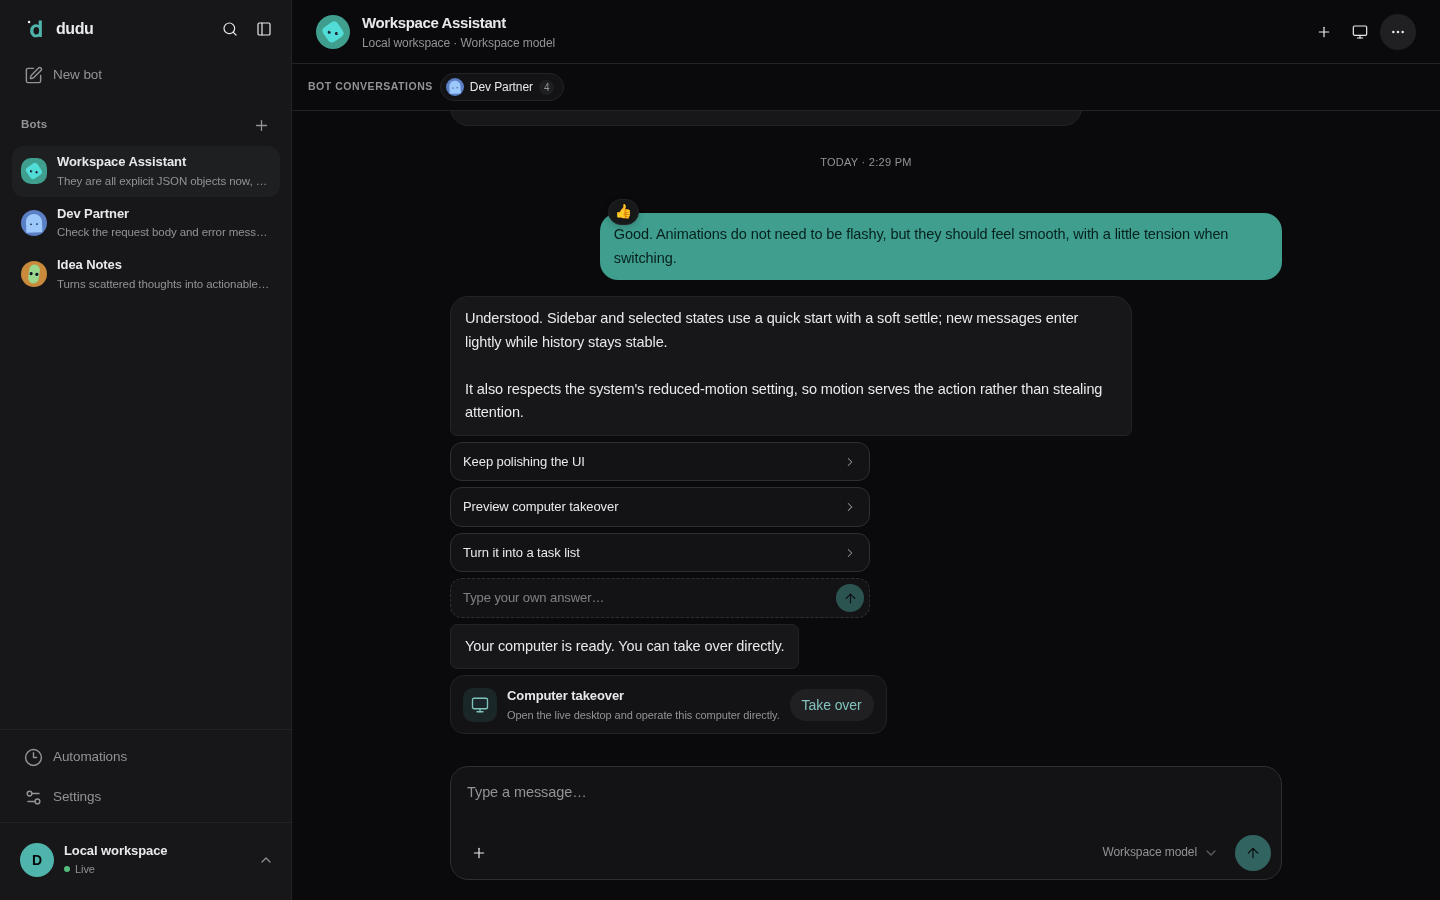 dudu
New bot
Bots
Workspace Assistant
They are all explicit JSON objects now, …
Dev Partner
Check the request body and error mess…
Idea Notes
Turns scattered thoughts into actionable…
Automations
Settings
D
Local workspace
Live
Workspace Assistant
Local workspace · Workspace model
BOT CONVERSATIONS
Dev Partner 4
TODAY · 2:29 PM
👍
Good. Animations do not need to be flashy, but they should feel smooth, with a little tension when
switching.
Understood. Sidebar and selected states use a quick start with a soft settle; new messages enter
lightly while history stays stable.
It also respects the system's reduced-motion setting, so motion serves the action rather than stealing
attention.
Keep polishing the UI
Preview computer takeover
Turn it into a task list
Type your own answer…
Your computer is ready. You can take over directly.
Computer takeover
Open the live desktop and operate this computer directly.
Take over
Type a message…
Workspace model